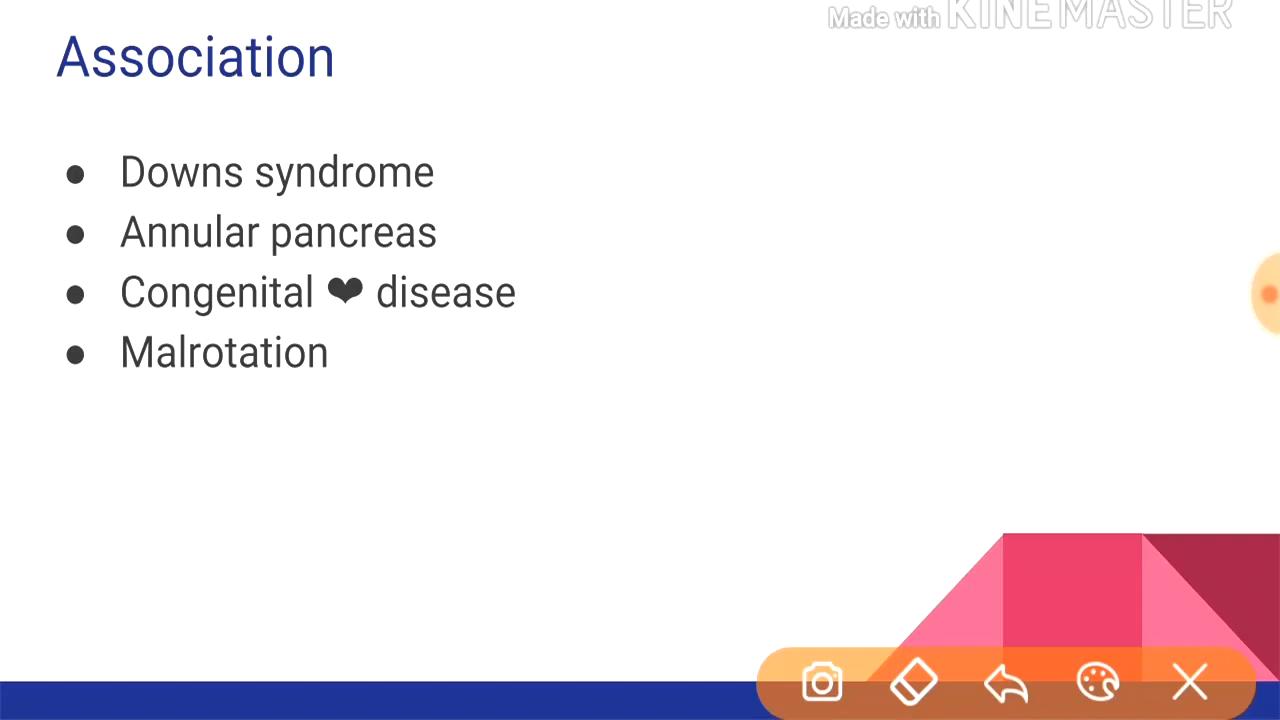 Made with KINEMASTER
Association
● Downs syndrome
● Annular pancreas
● Congenital ❤ disease
● Malrotation